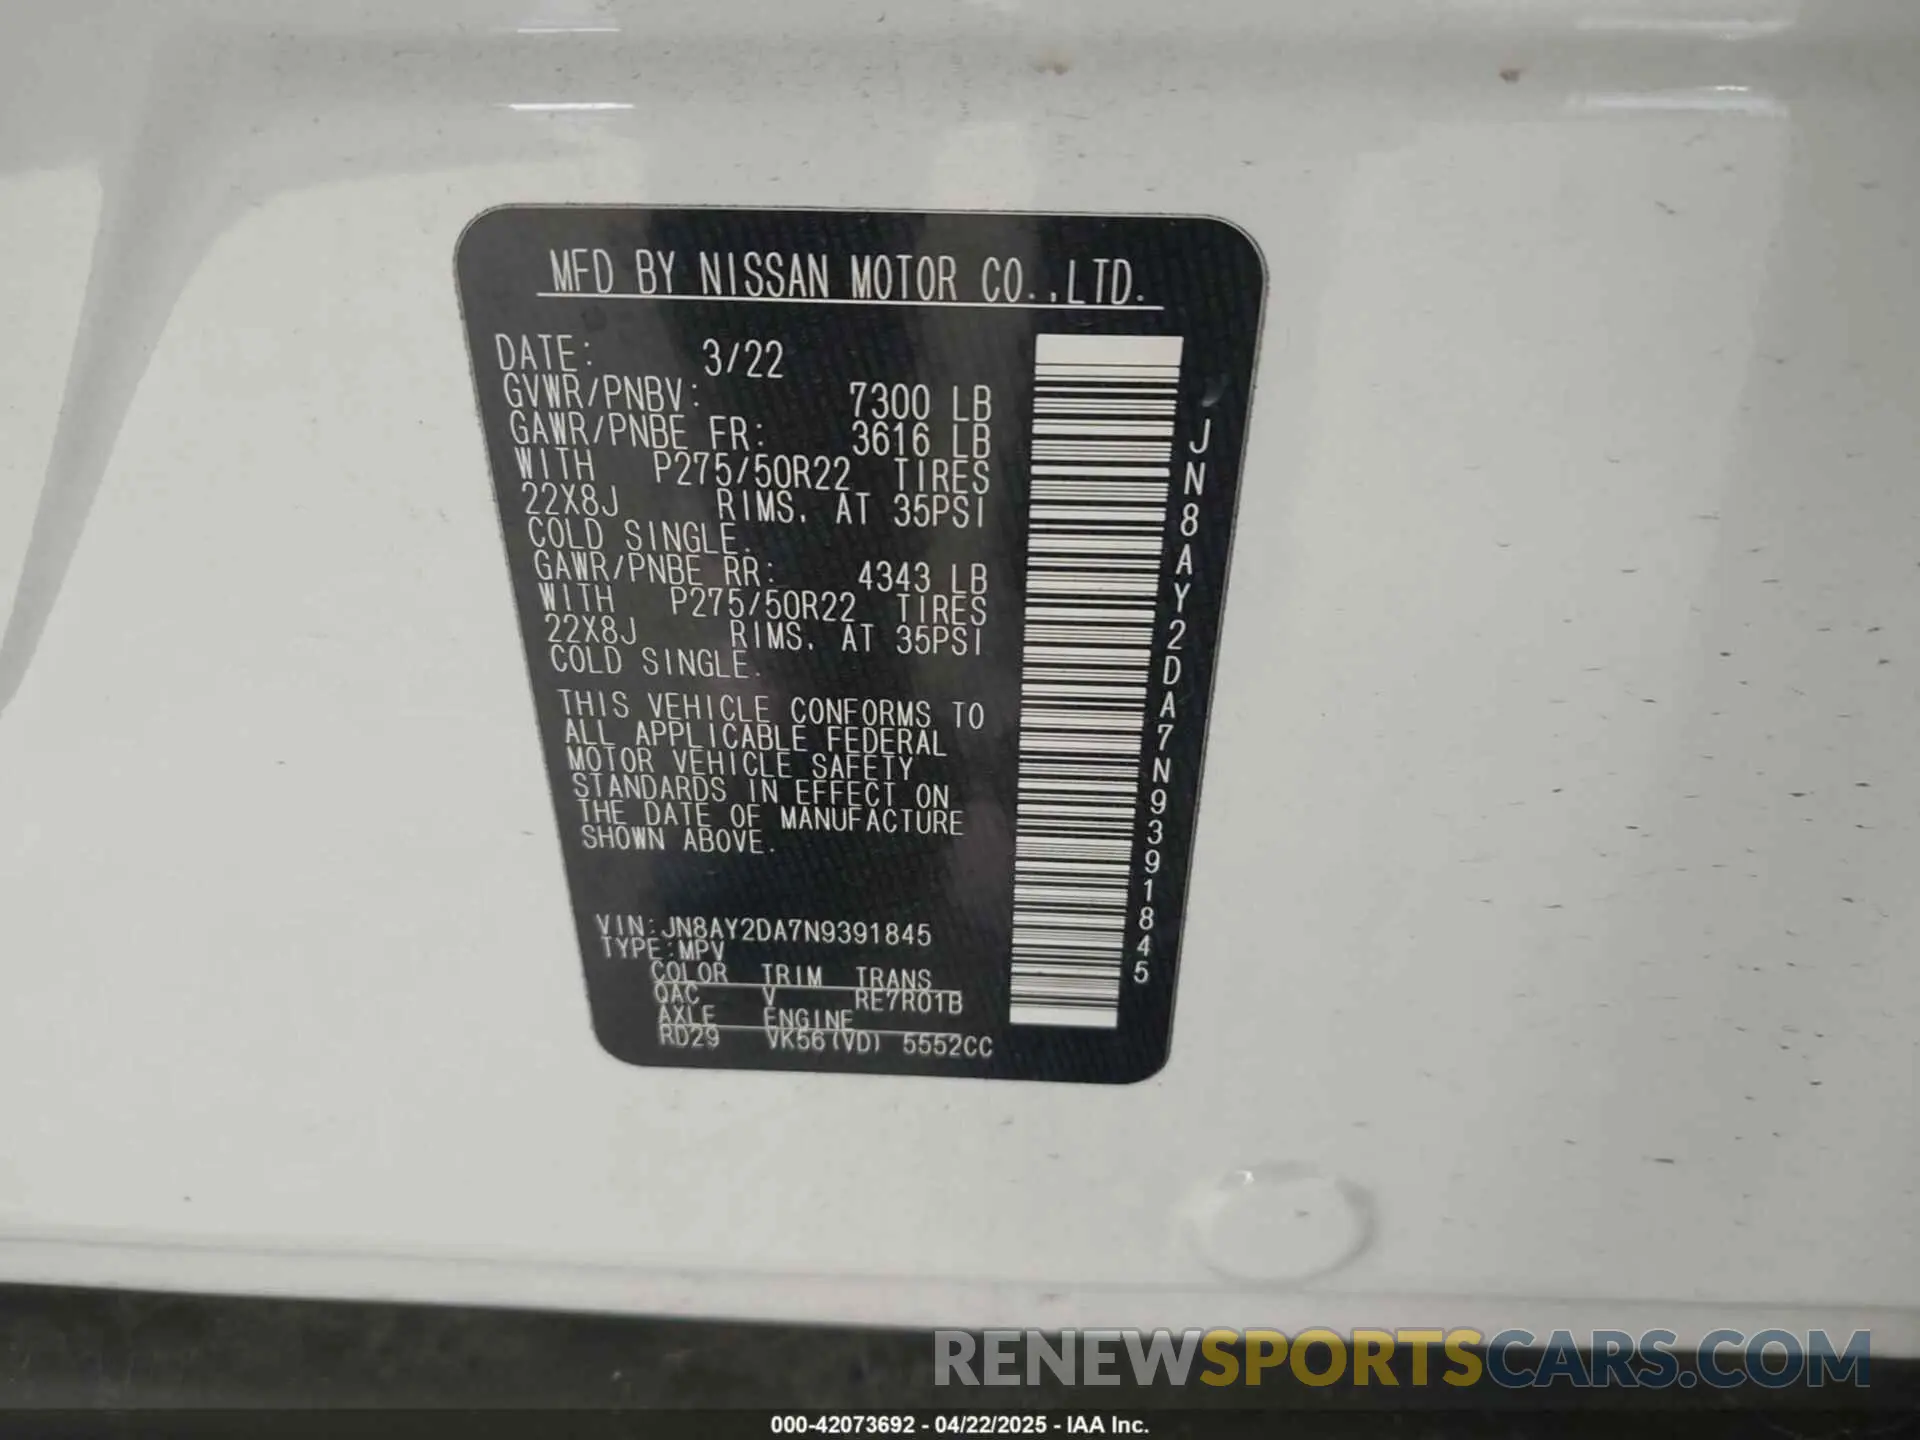 MFD BY NISSAN MOTOR CO.,LTD.
DATE: 3/22
GVWR/PNBV: 7300 LB
GAWR/PNBE FR: 3616 LB
WITH P275/50R22 TIRES
22X8J RIMS, AT 35PSI
COLD SINGLE.
GAWR/PNBE RR: 4343 LB
WITH P275/50R22 TIRES
22X8J RIMS, AT 35PSI
COLD SINGLE.
THIS VEHICLE CONFORMS TO
ALL APPLICABLE FEDERAL
MOTOR VEHICLE SAFETY
STANDARDS IN EFFECT ON
THE DATE OF MANUFACTURE
SHOWN ABOVE.
VIN:JN8AY2DA7N9391845
TYPE:MPV
COLOR TRIM TRANS
QAC V RE7R01B
AXLE ENGINE
RD29 VK56(VD) 5552CC
JN8AY2DA7N9391845
RENEWSPORTSCARS.COM
000-42073692 - 04/22/2025 - IAA Inc.